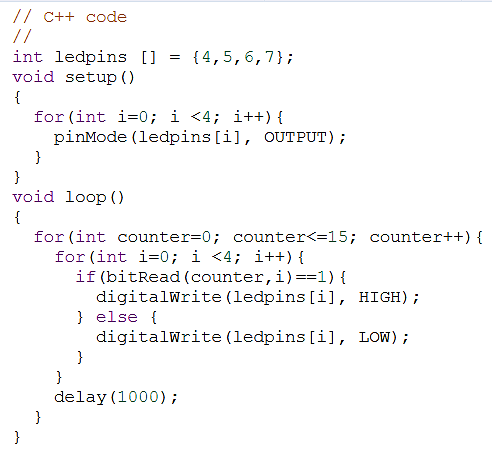 // C++ code
//
int ledpins [] = {4,5,6,7};
void setup()
{
  for(int i=0; i <4; i++){
    pinMode(ledpins[i], OUTPUT);
  }
}
void loop()
{
  for(int counter=0; counter<=15; counter++){
    for(int i=0; i <4; i++){
      if(bitRead(counter,i)==1){
        digitalWrite(ledpins[i], HIGH);
      } else {
        digitalWrite(ledpins[i], LOW);
      }
    }
    delay(1000);
  }
}